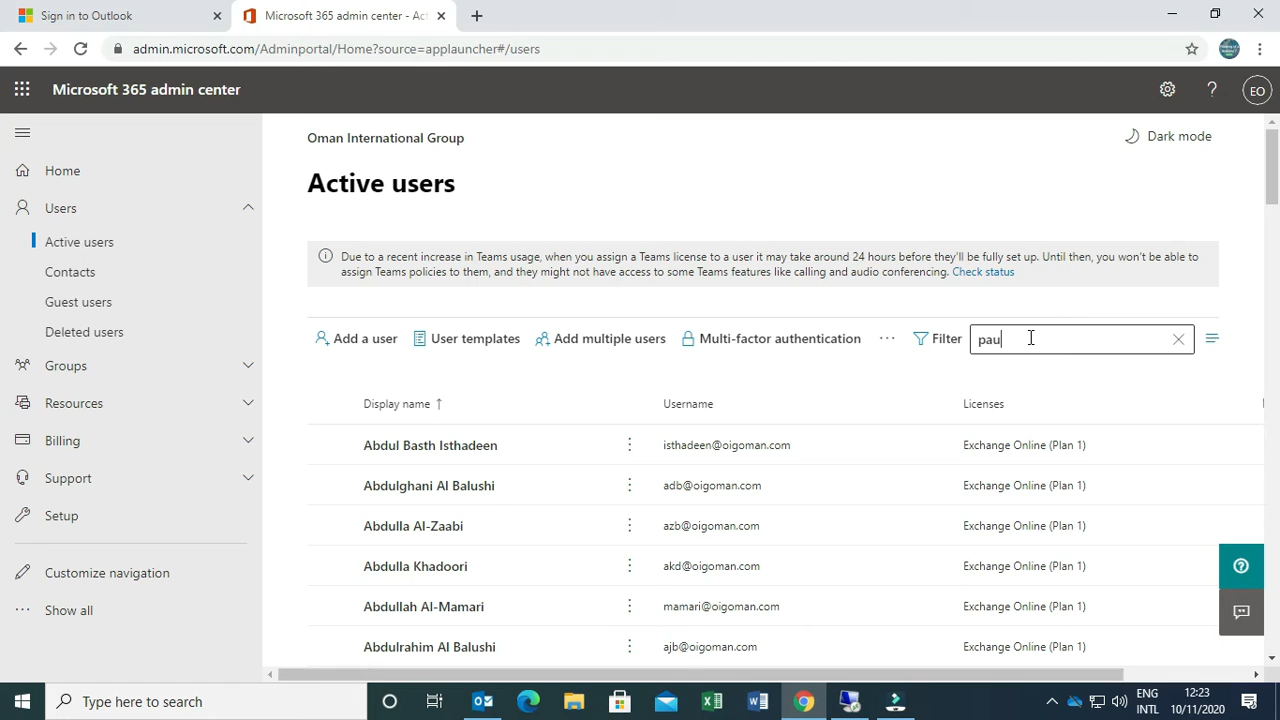 Sign in to Outlook
Microsoft 365 admin center - Act
admin.microsoft.com/Adminportal/Home?source=applauncher#/users
Microsoft 365 admin center
EO
Oman International Group
Dark mode
Active users
Home
Users
Active users
Contacts
Guest users
Deleted users
Groups
Resources
Billing
Support
Setup
Customize navigation
Show all
Due to a recent increase in Teams usage, when you assign a Teams license to a user it may take around 24 hours before they'll be fully set up. Until then, you won't be able to
assign Teams policies to them, and they might not have access to some Teams features like calling and audio conferencing. Check status
Add a user User templates Add multiple users Multi-factor authentication ... Filter pau
Display name ↑ Username Licenses
Abdul Basth Isthadeen isthadeen@oigoman.com Exchange Online (Plan 1)
Abdulghani Al Balushi adb@oigoman.com Exchange Online (Plan 1)
Abdulla Al-Zaabi azb@oigoman.com Exchange Online (Plan 1)
Abdulla Khadoori akd@oigoman.com Exchange Online (Plan 1)
Abdullah Al-Mamari mamari@oigoman.com Exchange Online (Plan 1)
Abdulrahim Al Balushi ajb@oigoman.com Exchange Online (Plan 1)
Type here to search
ENG
INTL
12:23
10/11/2020